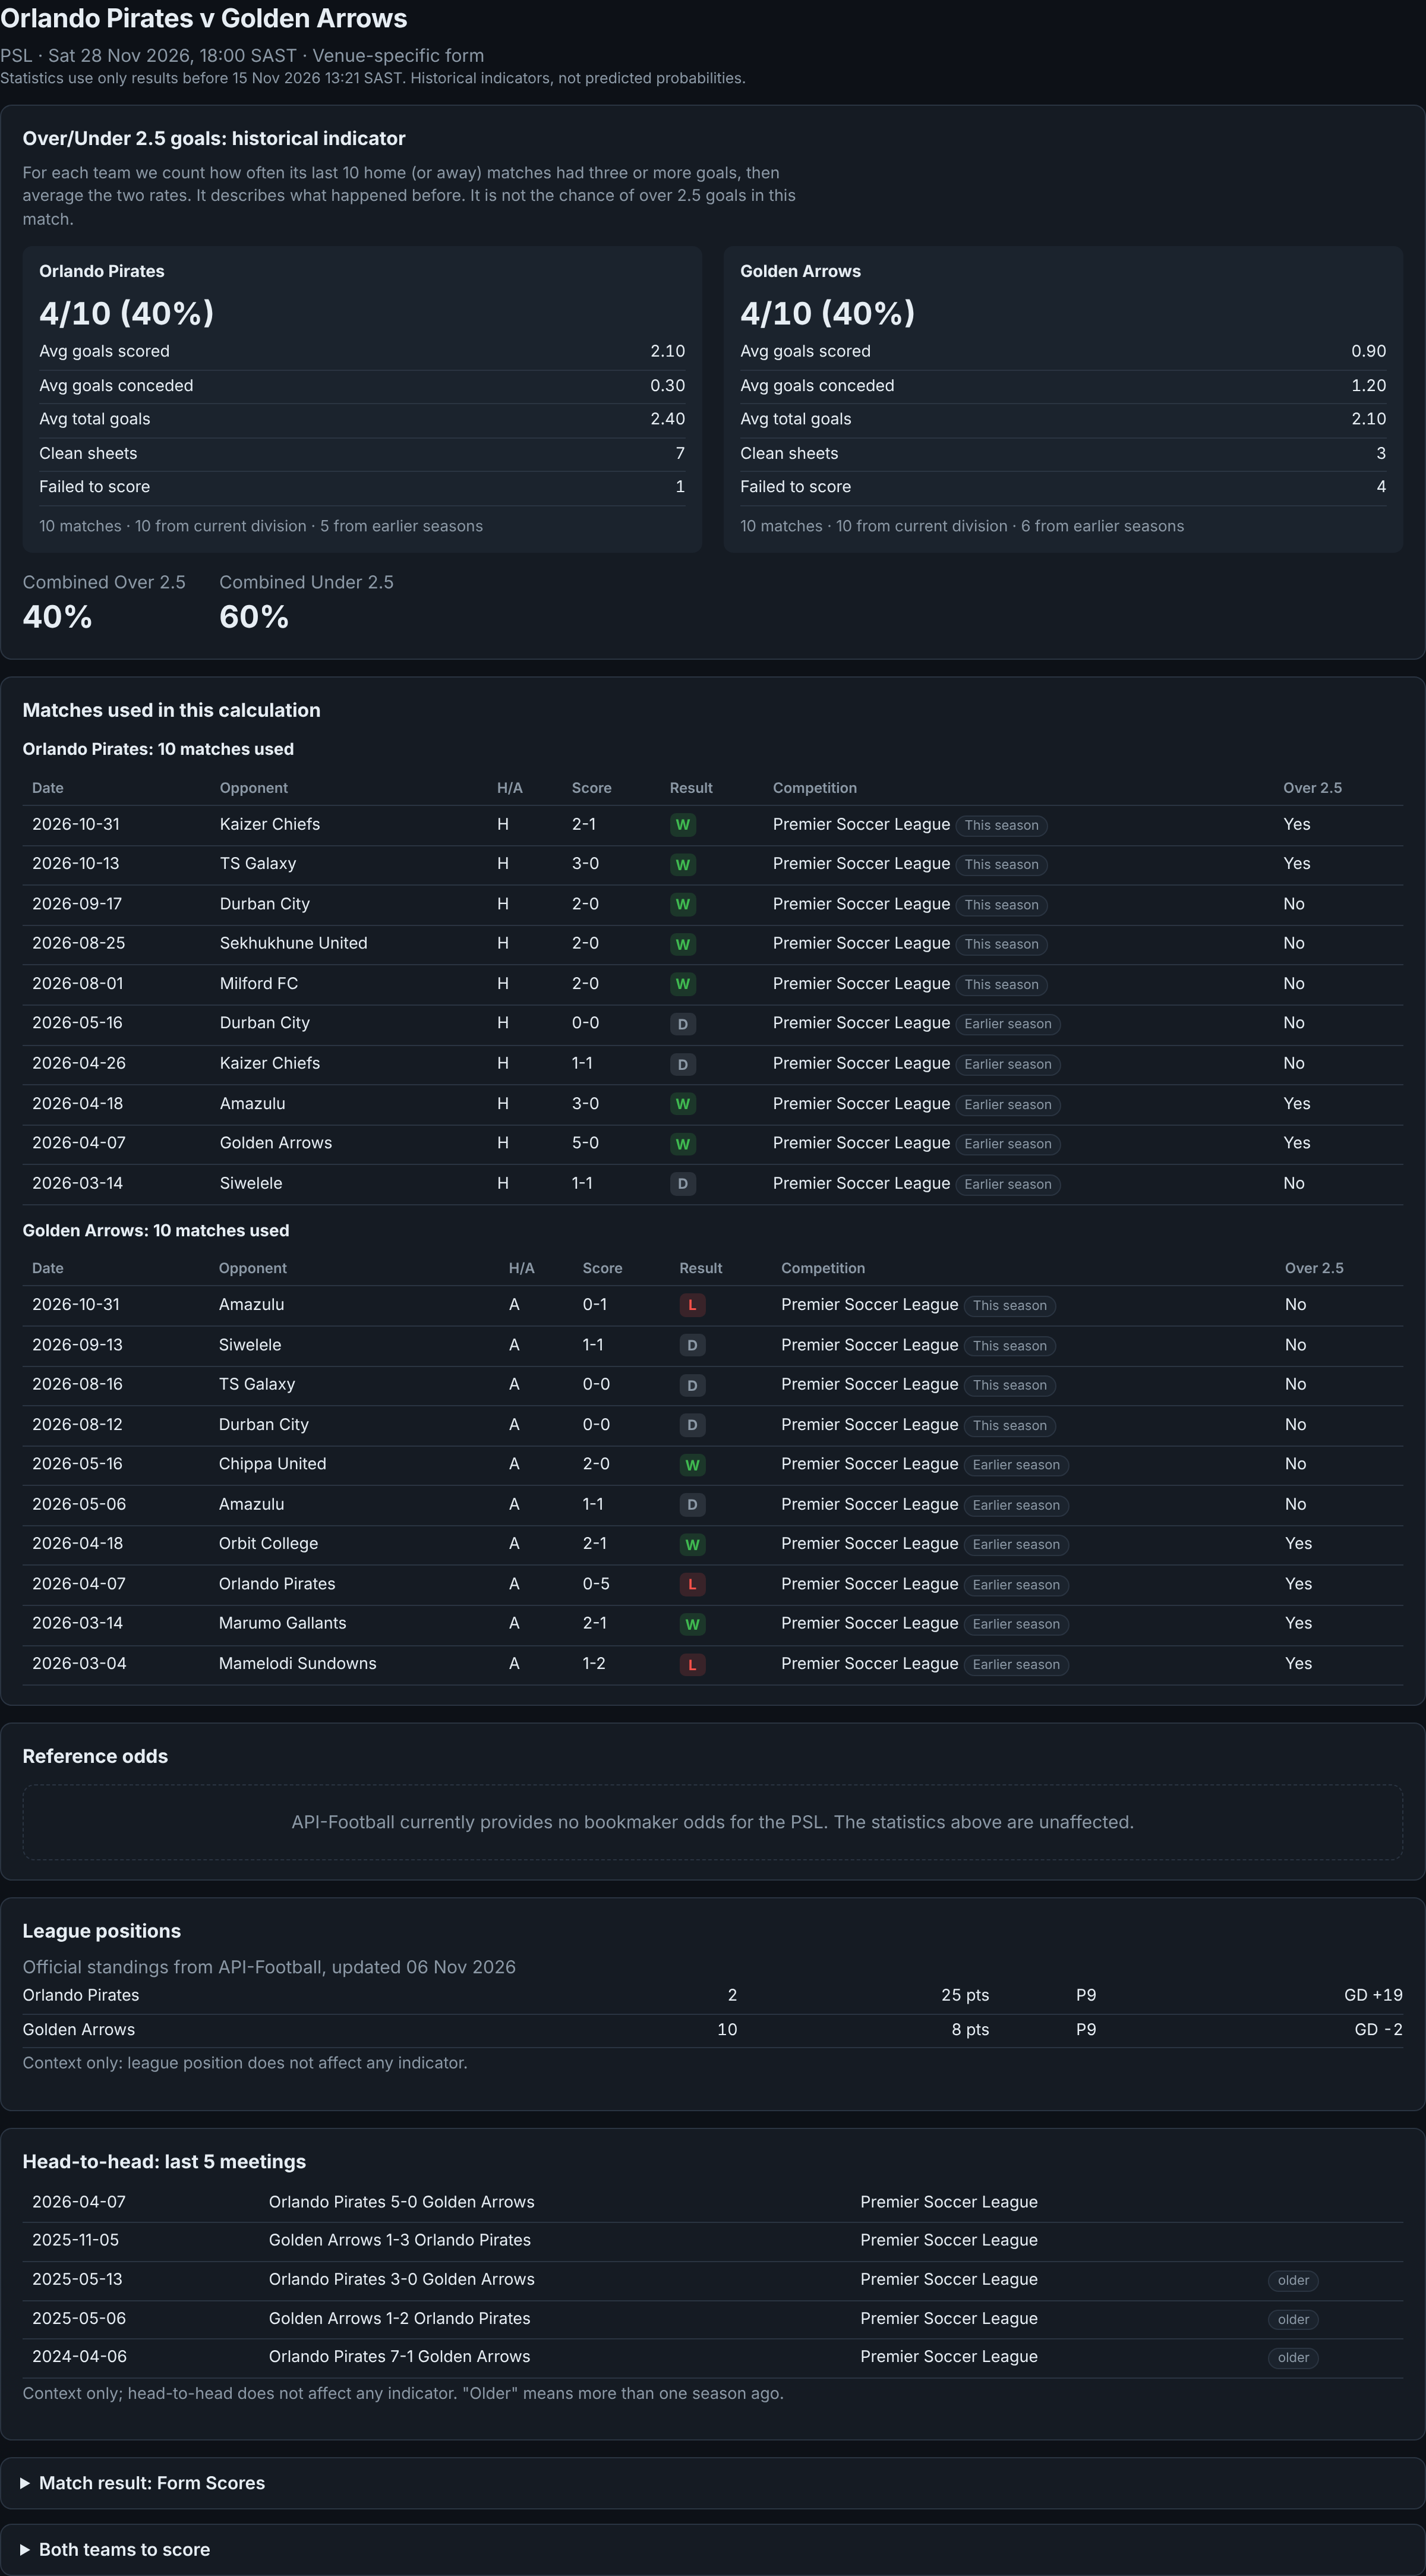 Orlando Pirates v Golden Arrows
PSL · Sat 28 Nov 2026, 18:00 SAST · Venue-specific form
Statistics use only results before 15 Nov 2026 13:21 SAST. Historical indicators, not predicted probabilities.
Over/Under 2.5 goals: historical indicator
For each team we count how often its last 10 home (or away) matches had three or more goals, then
average the two rates. It describes what happened before. It is not the chance of over 2.5 goals in this
match.
Orlando Pirates
4/10 (40%)
Avg goals scored 2.10
Avg goals conceded 0.30
Avg total goals 2.40
Clean sheets 7
Failed to score 1
10 matches · 10 from current division · 5 from earlier seasons
Golden Arrows
4/10 (40%)
Avg goals scored 0.90
Avg goals conceded 1.20
Avg total goals 2.10
Clean sheets 3
Failed to score 4
10 matches · 10 from current division · 6 from earlier seasons
Combined Over 2.5 Combined Under 2.5
40% 60%
Matches used in this calculation
Orlando Pirates: 10 matches used
Date Opponent H/A Score Result Competition Over 2.5
2026-10-31 Kaizer Chiefs H 2-1 W Premier Soccer League This season Yes
2026-10-13 TS Galaxy H 3-0 W Premier Soccer League This season Yes
2026-09-17 Durban City H 2-0 W Premier Soccer League This season No
2026-08-25 Sekhukhune United H 2-0 W Premier Soccer League This season No
2026-08-01 Milford FC H 2-0 W Premier Soccer League This season No
2026-05-16 Durban City H 0-0 D Premier Soccer League Earlier season No
2026-04-26 Kaizer Chiefs H 1-1 D Premier Soccer League Earlier season No
2026-04-18 Amazulu H 3-0 W Premier Soccer League Earlier season Yes
2026-04-07 Golden Arrows H 5-0 W Premier Soccer League Earlier season Yes
2026-03-14 Siwelele H 1-1 D Premier Soccer League Earlier season No
Golden Arrows: 10 matches used
Date Opponent H/A Score Result Competition Over 2.5
2026-10-31 Amazulu A 0-1 L Premier Soccer League This season No
2026-09-13 Siwelele A 1-1 D Premier Soccer League This season No
2026-08-16 TS Galaxy A 0-0 D Premier Soccer League This season No
2026-08-12 Durban City A 0-0 D Premier Soccer League This season No
2026-05-16 Chippa United A 2-0 W Premier Soccer League Earlier season No
2026-05-06 Amazulu A 1-1 D Premier Soccer League Earlier season No
2026-04-18 Orbit College A 2-1 W Premier Soccer League Earlier season Yes
2026-04-07 Orlando Pirates A 0-5 L Premier Soccer League Earlier season Yes
2026-03-14 Marumo Gallants A 2-1 W Premier Soccer League Earlier season Yes
2026-03-04 Mamelodi Sundowns A 1-2 L Premier Soccer League Earlier season Yes
Reference odds
API-Football currently provides no bookmaker odds for the PSL. The statistics above are unaffected.
League positions
Official standings from API-Football, updated 06 Nov 2026
Orlando Pirates 2 25 pts P9 GD +19
Golden Arrows 10 8 pts P9 GD -2
Context only: league position does not affect any indicator.
Head-to-head: last 5 meetings
2026-04-07 Orlando Pirates 5-0 Golden Arrows Premier Soccer League
2025-11-05 Golden Arrows 1-3 Orlando Pirates Premier Soccer League
2025-05-13 Orlando Pirates 3-0 Golden Arrows Premier Soccer League older
2025-05-06 Golden Arrows 1-2 Orlando Pirates Premier Soccer League older
2024-04-06 Orlando Pirates 7-1 Golden Arrows Premier Soccer League older
Context only; head-to-head does not affect any indicator. "Older" means more than one season ago.
▶ Match result: Form Scores
▶ Both teams to score